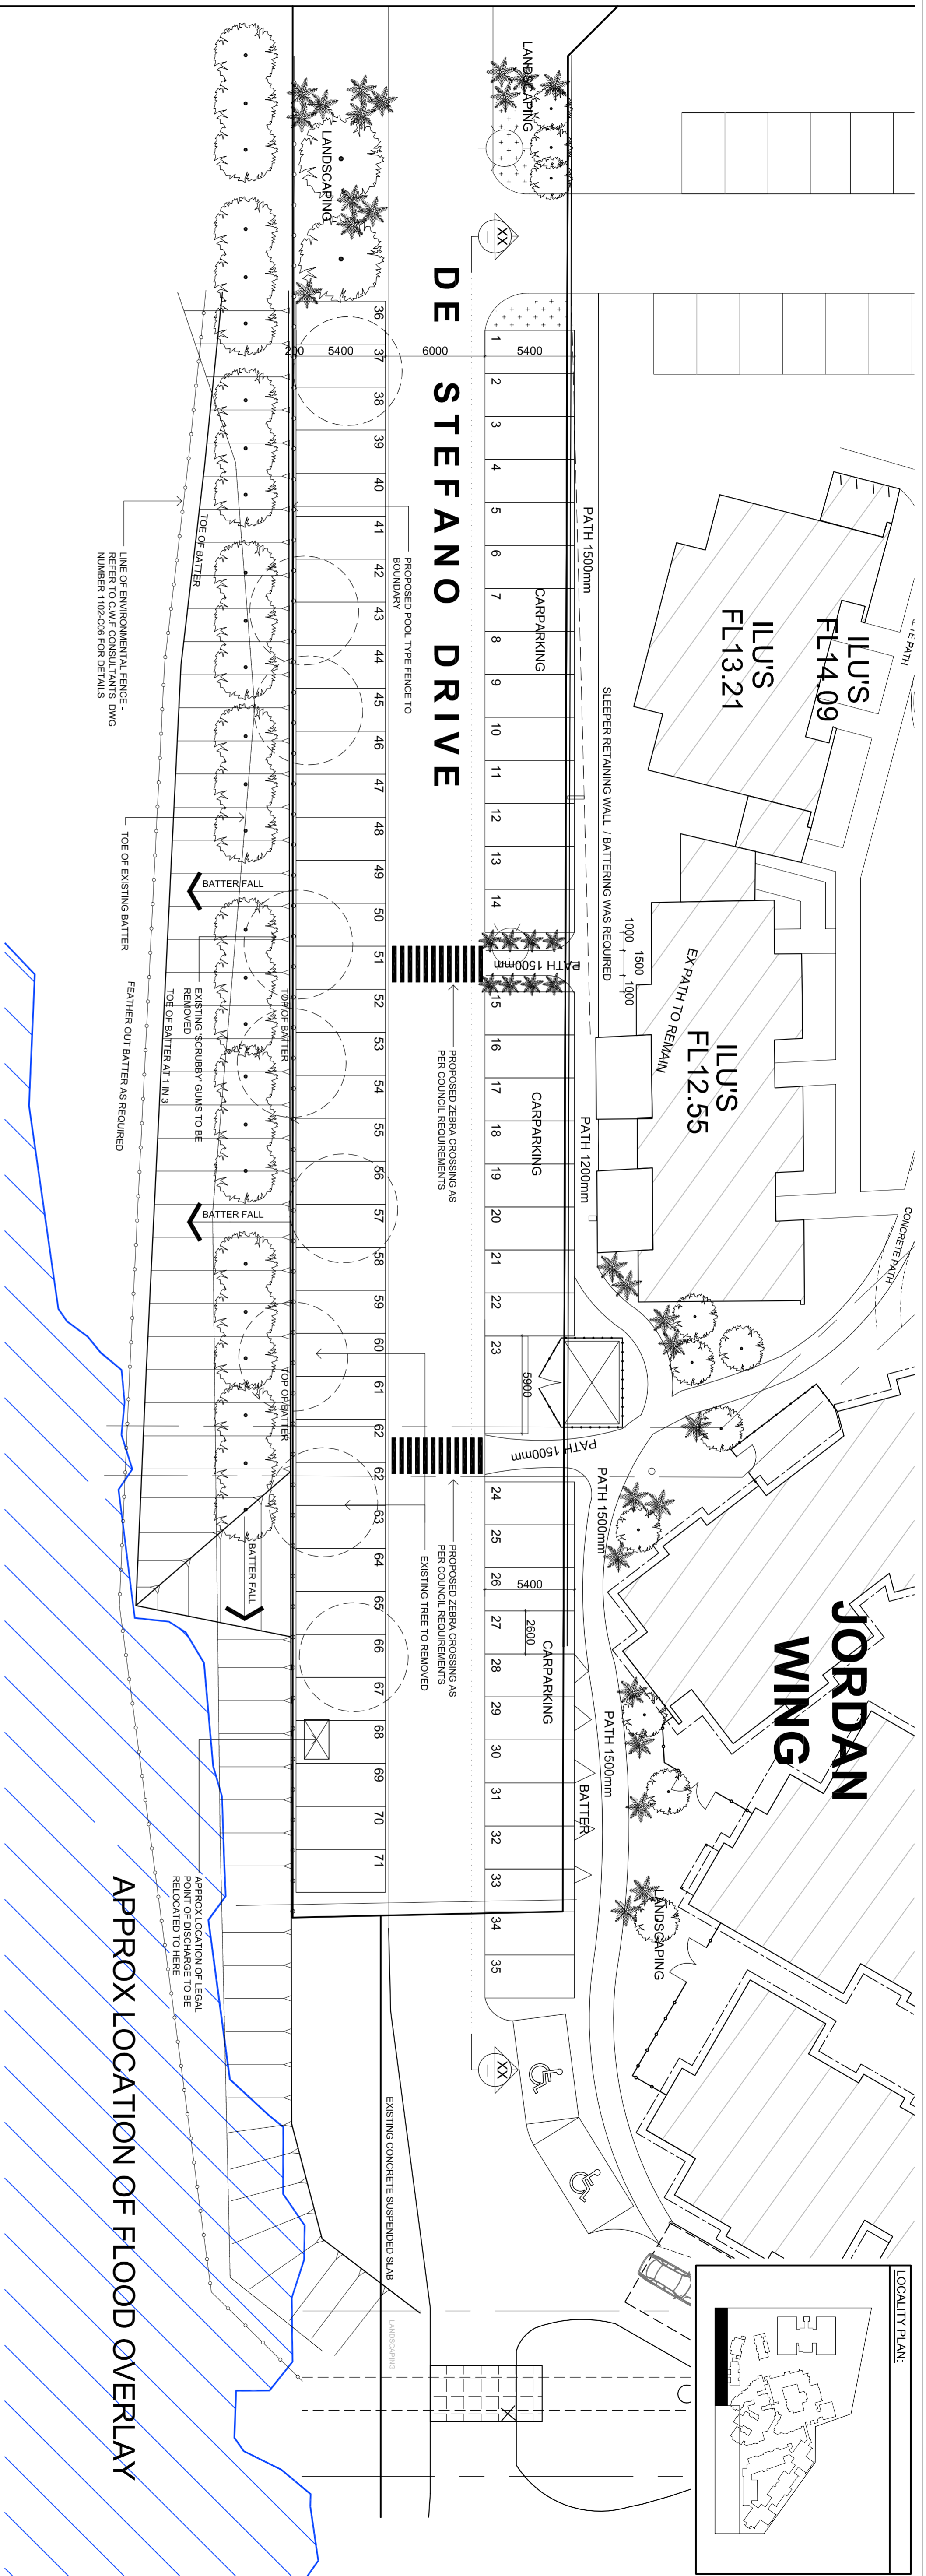 LOCALITY PLAN:
JORDAN
WING
ILU'S
FL14.09
ILU'S
FL13.21
ILU'S
FL12.55
EX PATH TO REMAIN
CONCRETE PATH
1000
1500
1000
SLEEPER RETAINING WALL / BATTERING WAS REQUIRED
PATH 1500mm
PATH 1200mm
PATH 1500mm
PATH 1500mm
PATH 1500mm
PATH 1500mm
BATTER
LANDSCAPING
LANDSCAPING
CARPARKING
CARPARKING
CARPARKING
5400
5900
5400
2600
1
2
3
4
5
6
7
8
9
10
11
12
13
14
15
16
17
18
19
20
21
22
23
24
25
26
27
28
29
30
31
32
33
34
35
XX
XX
DE STEFANO DRIVE
6000
PROPOSED ZEBRA CROSSING AS
PER COUNCIL REQUIREMENTS
PROPOSED ZEBRA CROSSING AS
PER COUNCIL REQUIREMENTS
EXISTING TREE TO REMOVED
PROPOSED POOL TYPE FENCE TO
BOUNDARY
EXISTING CONCRETE SUSPENDED SLAB
LANDSCAPING
LANDSCAPING
36
37
38
39
40
41
42
43
44
45
46
47
48
49
50
51
52
53
54
55
56
57
58
59
60
61
62
62
63
64
65
66
67
68
69
70
71
5400
200
TOP OF BATTER
TOP OF BATTER
BATTER FALL
BATTER FALL
BATTER FALL
TOE OF BATTER
EXISTING 'SCRUBBY' GUMS TO BE
REMOVED
TOE OF BATTER AT 1 IN 3
APPROX LOCATION OF LEGAL
POINT OF DISCHARGE TO BE
RELOCATED TO HERE
LINE OF ENVIRONMENTAL FENCE -
REFER TO C.W.F CONSULTANTS DWG
NUMBER 1102-C06 FOR DETAILS
TOE OF EXISTING BATTER
FEATHER OUT BATTER AS REQUIRED
APPROX LOCATION OF FLOOD OVERLAY